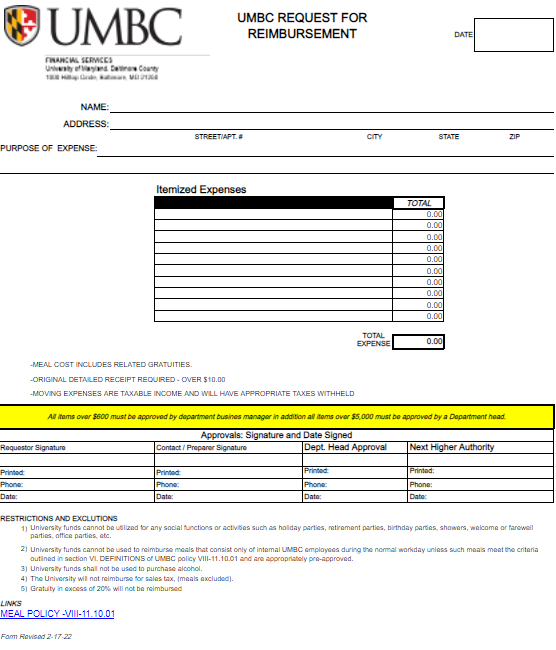 UMBC
UMBC REQUEST FOR
REIMBURSEMENT
DATE
FINANCIAL SERVICES
University of Maryland, Baltimore County
1000 Hilltop Circle, Baltimore, MD 21250
NAME:
ADDRESS:
STREET/APT. # CITY STATE ZIP
PURPOSE OF EXPENSE:
Itemized Expenses
TOTAL
0.00
0.00
0.00
0.00
0.00
0.00
0.00
0.00
0.00
0.00
TOTAL
EXPENSE 0.00
-MEAL COST INCLUDES RELATED GRATUITIES.
-ORIGINAL DETAILED RECEIPT REQUIRED - OVER $10.00
-MOVING EXPENSES ARE TAXABLE INCOME AND WILL HAVE APPROPRIATE TAXES WITHHELD
All items over $600 must be approved by department busines manager in addition all items over $5,000 must be approved by a Department head.
Approvals: Signature and Date Signed
Requestor Signature Contact / Preparer Signature Dept. Head Approval Next Higher Authority
Printed: Printed: Printed: Printed:
Phone: Phone: Phone: Phone:
Date: Date: Date: Date:
RESTRICTIONS AND EXCLUTIONS
1) University funds cannot be utilized for any social functions or activities such as holiday parties, retirement parties, birthday parties, showers, welcome or farewell
parties, office parties, etc.
2) University funds cannot be used to reimburse meals that consist only of internal UMBC employees during the normal workday unless such meals meet the criteria
outlined in section VI. DEFINITIONS of UMBC policy VIII-11.10.01 and are appropriately pre-approved.
3) University funds shall not be used to purchase alcohol.
4) The University will not reimburse for sales tax, (meals excluded).
5) Gratuity in excess of 20% will not be reimbursed
LINKS
MEAL POLICY -VIII-11.10.01
Form Revised 2-17-22